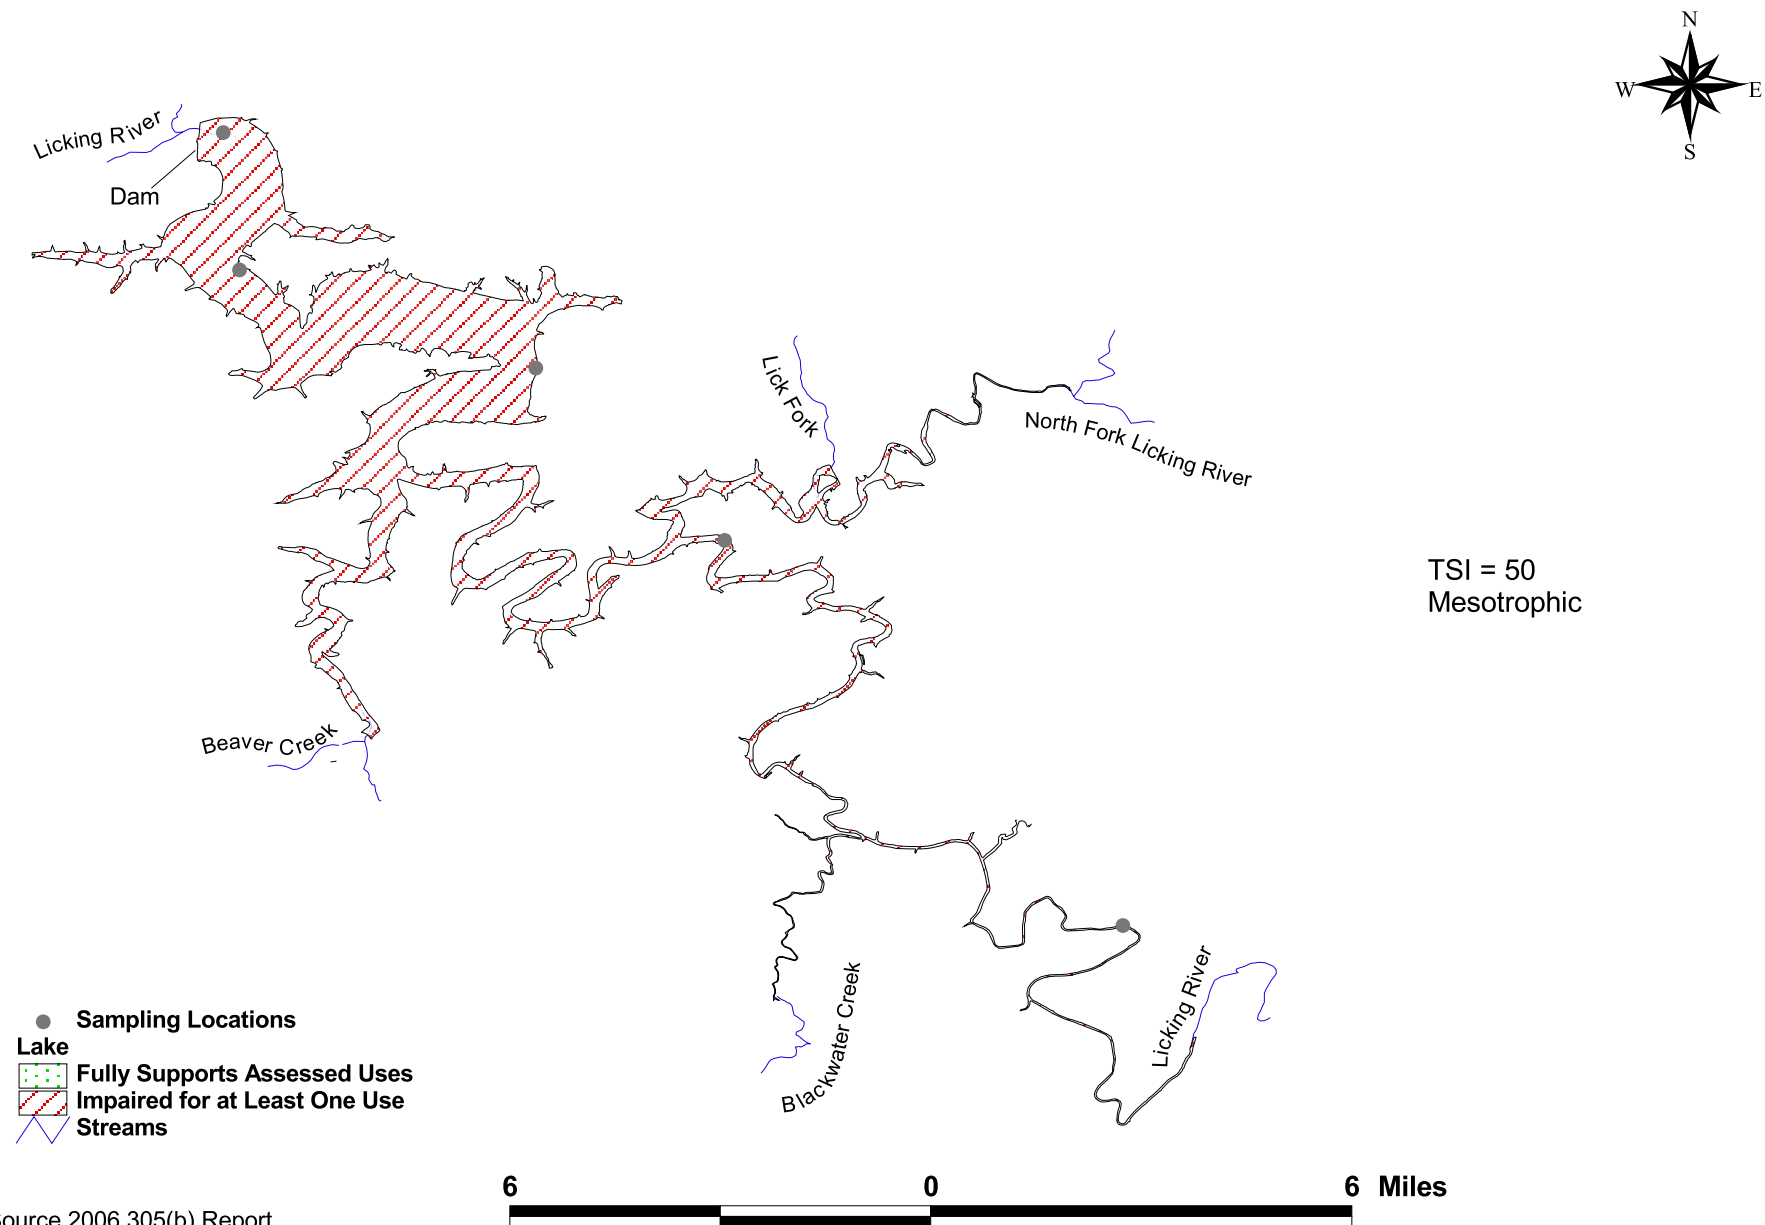 N
W E
S
Licking River
Dam
Lick Fork
North Fork Licking River
TSI = 50
Mesotrophic
Beaver Creek
Blackwater Creek
Licking River
Sampling Locations
Lake
Fully Supports Assessed Uses
Impaired for at Least One Use
Streams
6 0 6 Miles
2006 305(b) Report